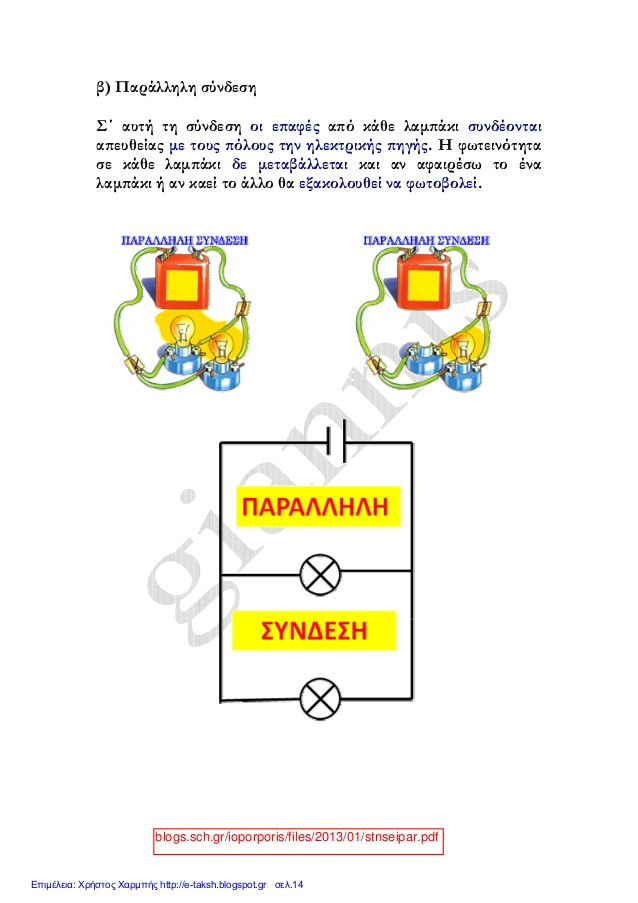 β) Παράλληλη σύνδεση
Σ΄ αυτή τη σύνδεση οι επαφές από κάθε λαμπάκι συνδέονται
απευθείας με τους πόλους την ηλεκτρικής πηγής. Η φωτεινότητα
σε κάθε λαμπάκι δε μεταβάλλεται και αν αφαιρέσω το ένα
λαμπάκι ή αν καεί το άλλο θα εξακολουθεί να φωτοβολεί.
ΠΑΡΑΛΛΗΛΗ ΣΥΝΔΕΣΗ
ΠΑΡΑΛΛΗΛΗ ΣΥΝΔΕΣΗ
giannis
ΠΑΡΑΛΛΗΛΗ
ΣΥΝΔΕΣΗ
blogs.sch.gr/ioporporis/files/2013/01/stnseipar.pdf
Επιμέλεια: Χρήστος Χαρμπής http://e-taksh.blogspot.gr σελ.14